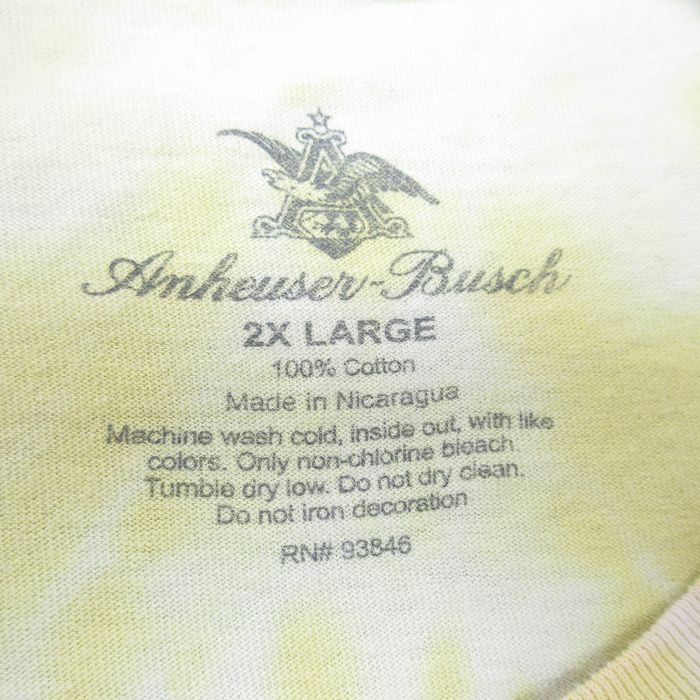 Anheuser-Busch
2X LARGE
100% Cotton
Made in Nicaragua
Machine wash cold, inside out, with like
colors. Only non-chlorine bleach.
Tumble dry low. Do not dry clean.
Do not iron decoration
RN# 93846